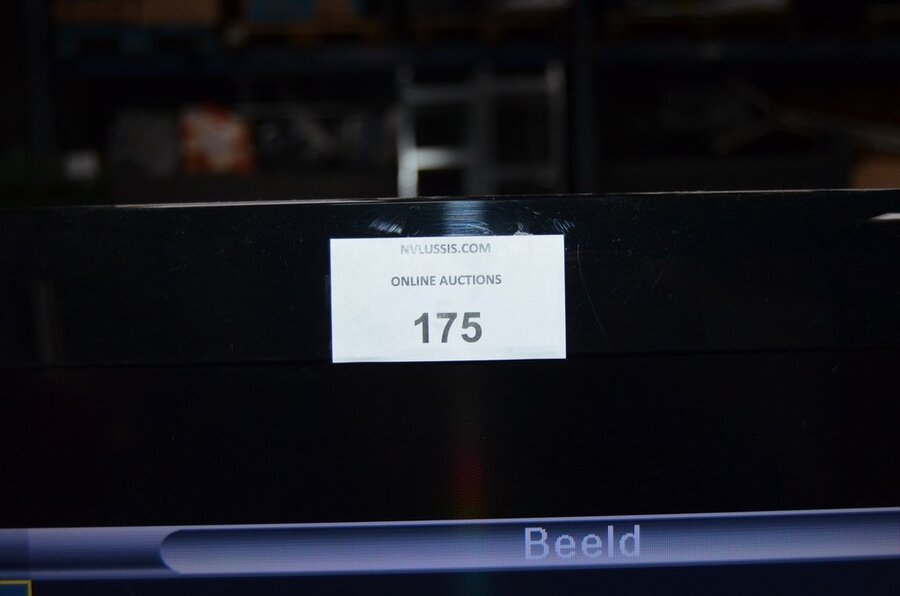 NVLUSSIS.COM
ONLINE AUCTIONS
175
Beeld